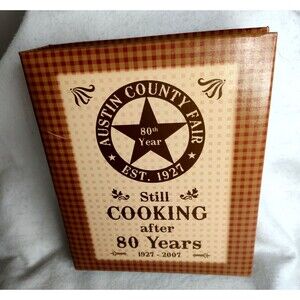 AUSTIN COUNTY FAIR
80th
Year
EST. 1927
Still
COOKING
after
80 Years
1927 - 2007